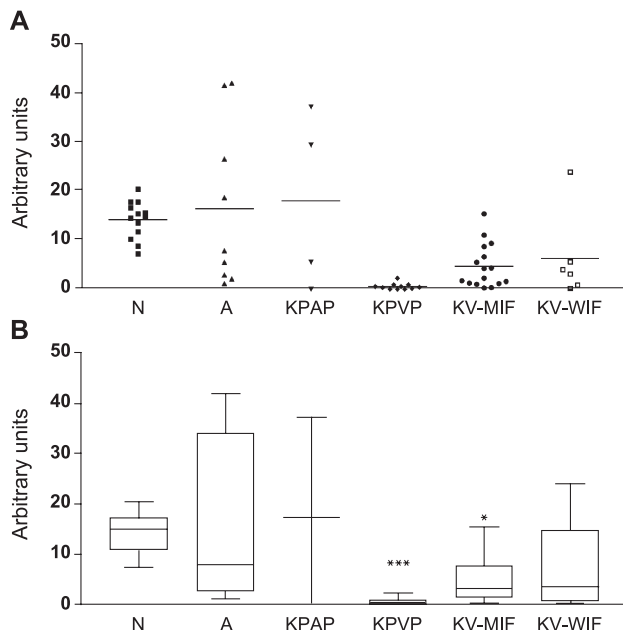 A
Arbitrary units
50
40
30
20
10
0
N A KPAP KPVP KV-MIF KV-WIF
B
Arbitrary units
50
40
30
20
10
0
*** *
N A KPAP KPVP KV-MIF KV-WIF